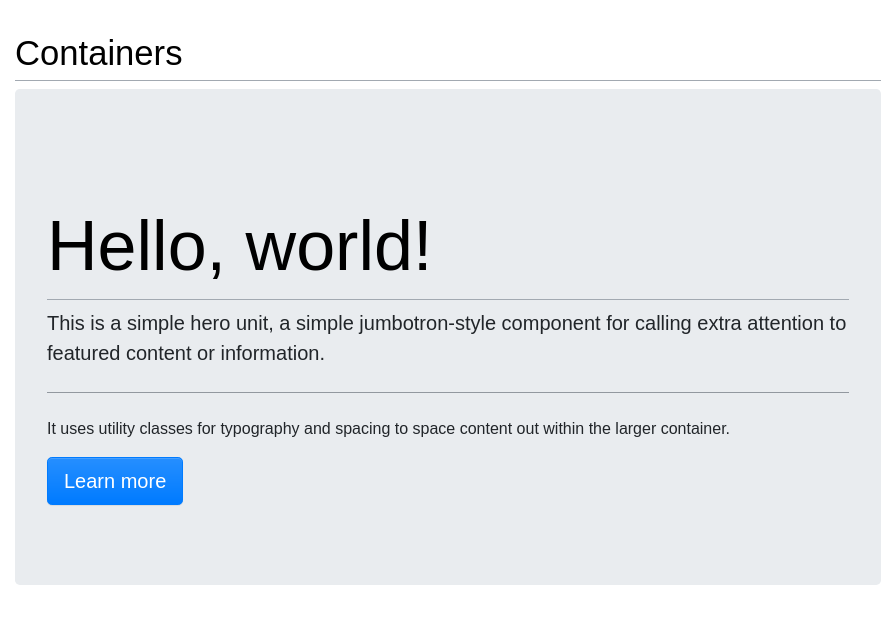 Containers
Hello, world!
This is a simple hero unit, a simple jumbotron-style component for calling extra attention to
featured content or information.
It uses utility classes for typography and spacing to space content out within the larger container.
Learn more